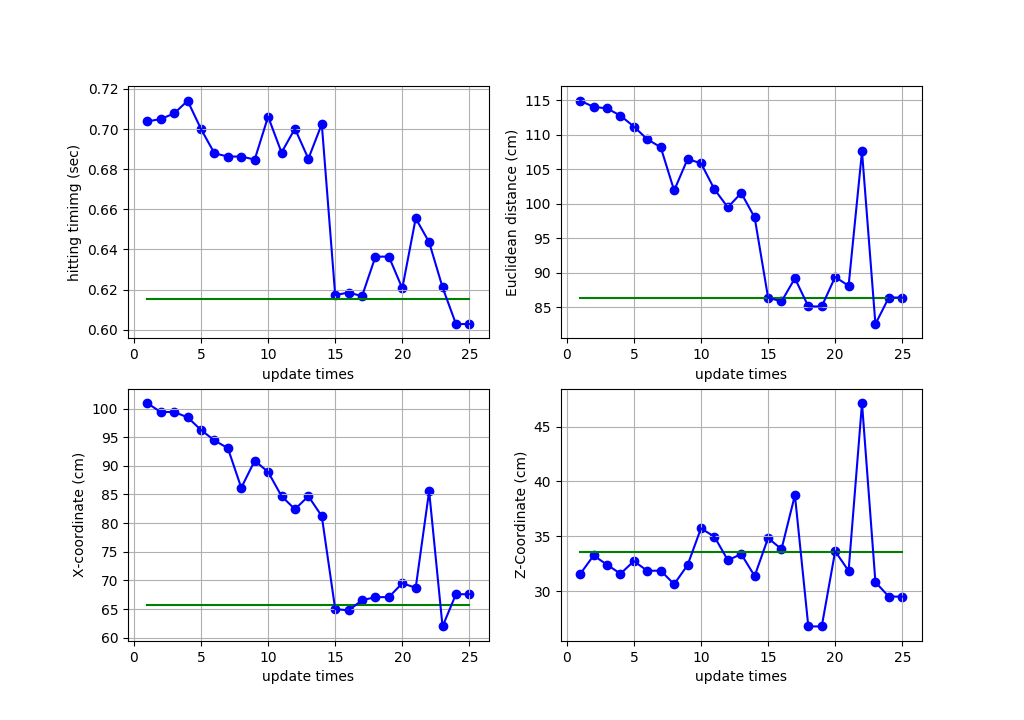 0.72
0.70
0.68
0.66
0.64
0.62
0.60
hitting timimg (sec)
0 5 10 15 20 25
update times
115
110
105
100
95
90
85
Euclidean distance (cm)
0 5 10 15 20 25
update times
100
95
90
85
80
75
70
65
60
X-coordinate (cm)
0 5 10 15 20 25
update times
45
40
35
30
Z-Coordinate (cm)
0 5 10 15 20 25
update times